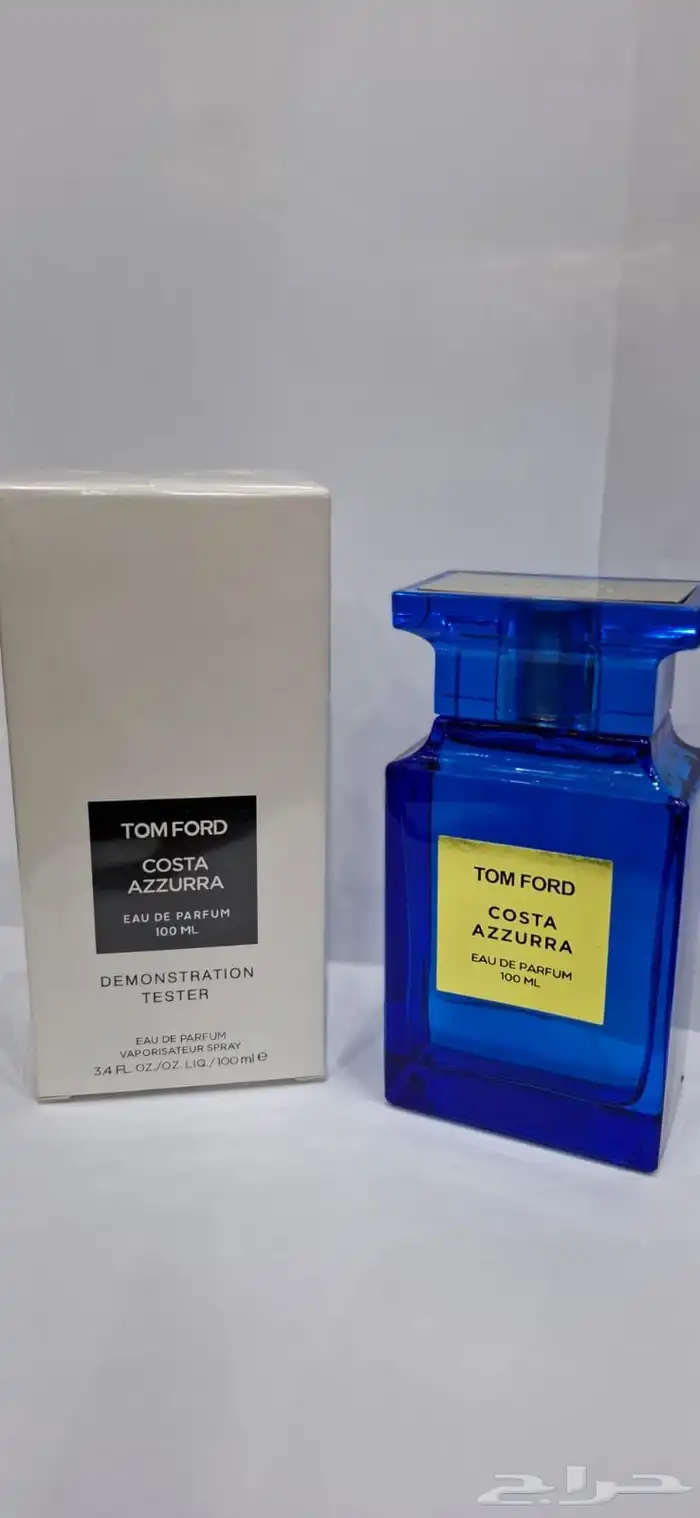 TOM FORD
COSTA
AZZURRA
EAU DE PARFUM
100 ML
DEMONSTRATION
TESTER
EAU DE PARFUM
VAPORISATEUR SPRAY
3.4 FL. OZ./OZ. LIQ./100 ml e
TOM FORD
COSTA
AZZURRA
EAU DE PARFUM
100 ML
حراج